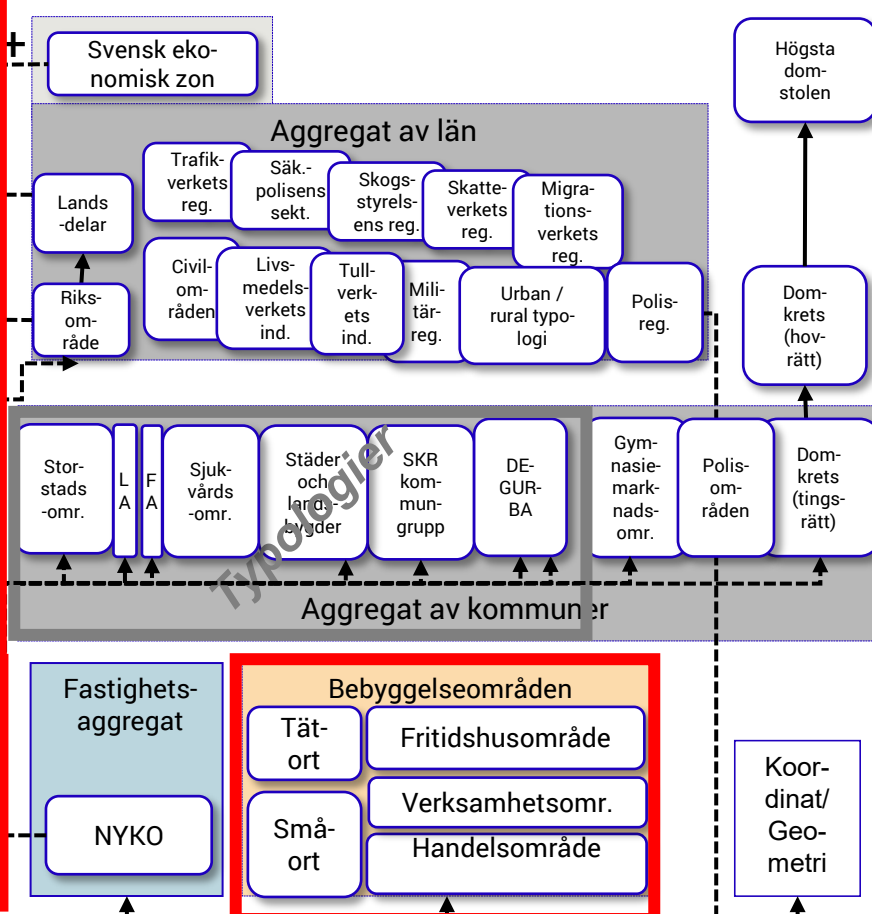 +
Svensk eko-
nomisk zon
Högsta
dom-
stolen
Aggregat av län
Lands
-delar
Trafik-
verkets
reg.
Säk.-
polisens
sekt.
Skogs-
styrels-
ens reg.
Skatte-
verkets
reg.
Migra-
tions-
verkets
reg.
Riks-
om-
råde
Civil-
om-
råden
Livs-
medels-
verkets
ind.
Tull-
verk-
ets
ind.
Mili-
tär-
reg.
Urban /
rural typo-
logi
Polis-
reg.
Dom-
krets
(hov-
rätt)
Stor-
stads
-omr.
L
A
F
A
Sjuk-
vårds
-omr.
Städer
och
lands-
bygder
SKR
kom-
mun-
grupp
DE-
GUR-
BA
Gym-
nasie-
mark-
nads-
omr.
Polis-
om-
råden
Dom-
krets
(tings-
rätt)
Typologier
Aggregat av kommuner
Fastighets-
aggregat
NYKO
Bebyggelseområden
Tät-
ort
Fritidshusområde
Verksamhetsomr.
Små-
ort
Handelsområde
Koor-
dinat/
Geo-
metri